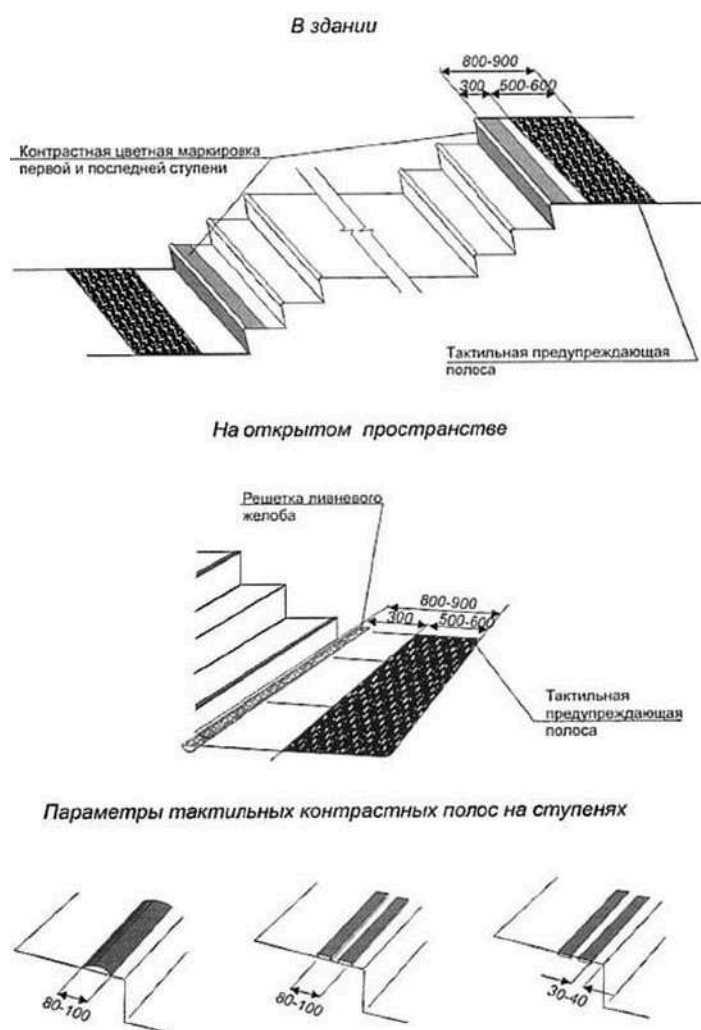 В здании
800-900
300
500-600
Контрастная цветная маркировка
первой и последней ступени
Тактильная предупреждающая
полоса
На открытом пространстве
Решетка ливневого
желоба
800-900
300
500-600
Тактильная
предупреждающая
полоса
Параметры тактильных контрастных полос на ступенях
80-100
80-100
30-40